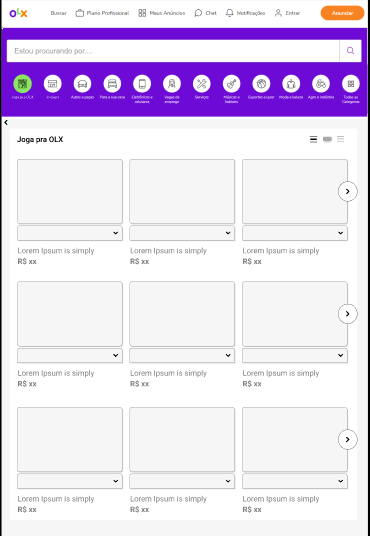 OLX
Buscar Plano Profissional Meus Anúncios Chat Notificações Entrar Anunciar
Estou procurando por...
Joga pra OLX Imóveis Autos e peças Para a sua casa Eletrônicos e celulares Vagas de emprego Serviços Músicas e hobbies Esportes e lazer Moda e beleza Agro e indústria Todas as Categorias
Joga pra OLX
Lorem Ipsum is simply Lorem Ipsum is simply Lorem Ipsum is simply
R$ xx R$ xx R$ xx
Lorem Ipsum is simply Lorem Ipsum is simply Lorem Ipsum is simply
R$ xx R$ xx R$ xx
Lorem Ipsum is simply Lorem Ipsum is simply Lorem Ipsum is simply
R$ xx R$ xx R$ xx